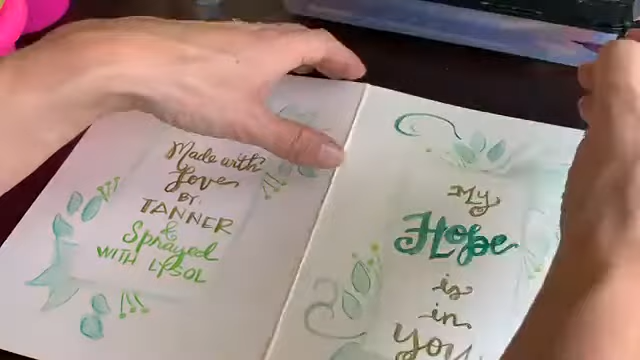 Made with
Love
BY:
TANNER
&
Sprayed
WITH LYSOL
My
Hope
is
in
you